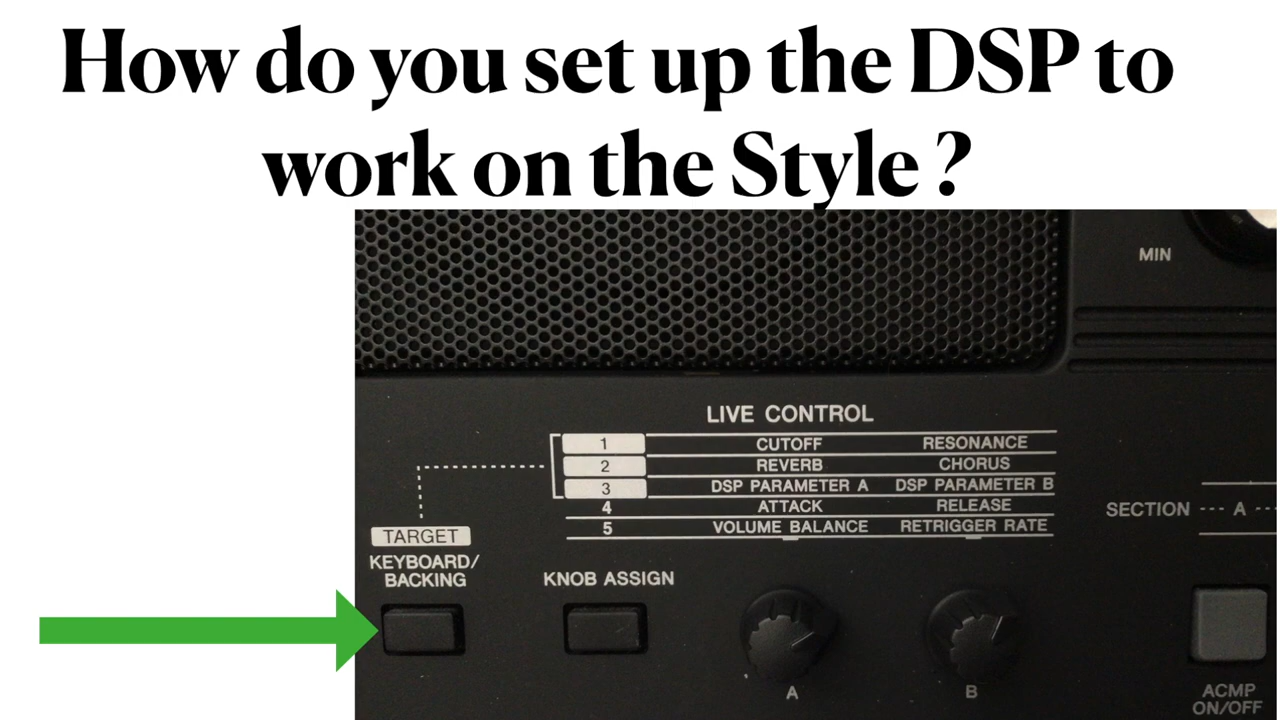 How do you set up the DSP to
work on the Style ?
MIN
LIVE CONTROL
1 CUTOFF RESONANCE
2 REVERB CHORUS
3 DSP PARAMETER A DSP PARAMETER B
4 ATTACK RELEASE
5 VOLUME BALANCE RETRIGGER RATE
SECTION --- A --
TARGET
KEYBOARD/
BACKING
KNOB ASSIGN
A
B
ACMP
ON/OFF